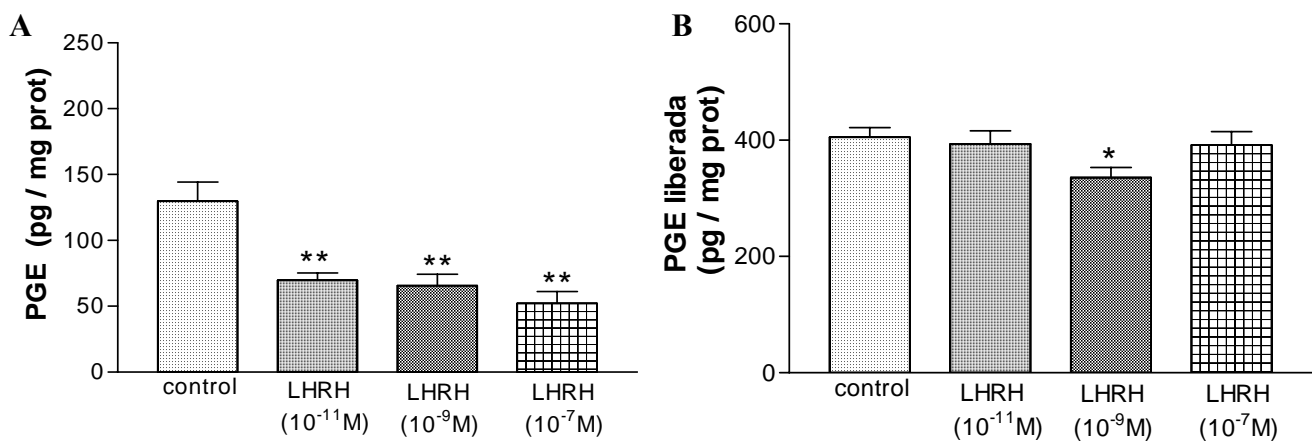 A
PGE (pg / mg prot)
250
200
150
100
50
0
**
**
**
control
LHRH
(10⁻¹¹M)
LHRH
(10⁻⁹M)
LHRH
(10⁻⁷M)
B
PGE liberada
(pg / mg prot)
600
400
200
0
*
control
LHRH
(10⁻¹¹M)
LHRH
(10⁻⁹M)
LHRH
(10⁻⁷M)